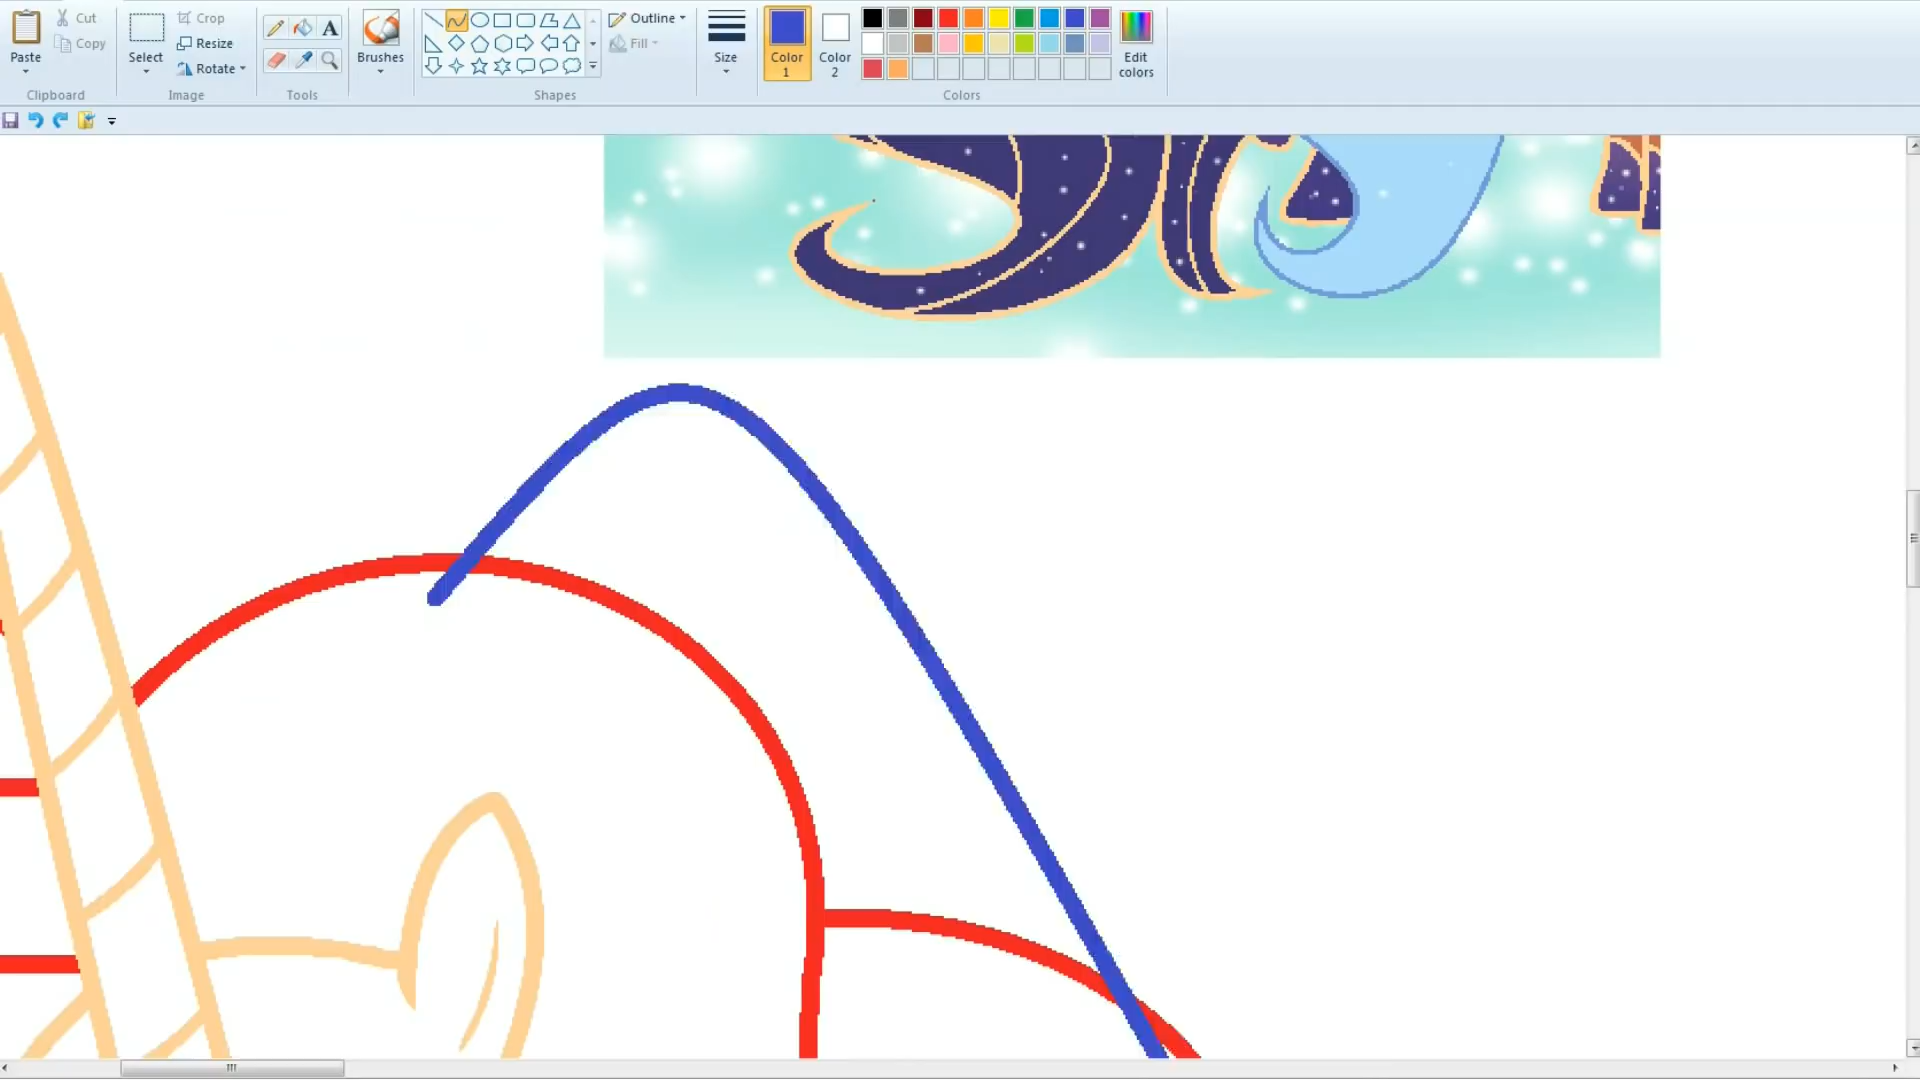 Cut
Crop
Copy
Resize
Rotate
Paste
Select
Clipboard
Image
Tools
A
Brushes
Shapes
Outline
Fill
Size
Color 1
Color 2
Edit colors
Colors